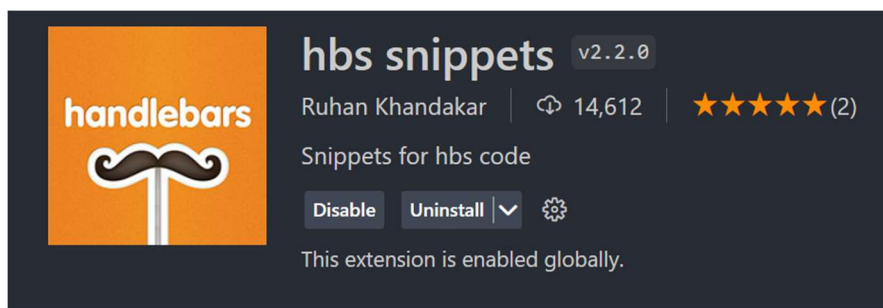 handlebars
hbs snippets v2.2.0
Ruhan Khandakar 14,612 (2)
Snippets for hbs code
Disable Uninstall
This extension is enabled globally.